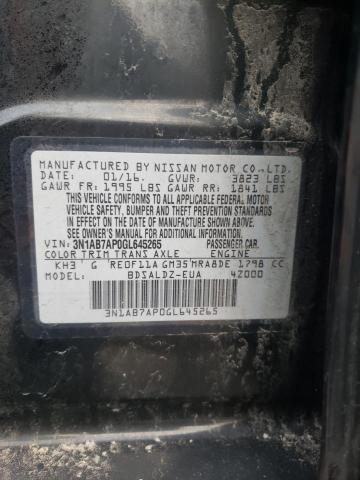 MANUFACTURED BY NISSAN MOTOR CO.,LTD.
DATE: 01/16. GVWR: 3823 LBS
GAWR FR: 1995 LBS GAWR RR: 1841 LBS
THIS VEHICLE CONFORMS TO ALL APPLICABLE FEDERAL MOTOR
VEHICLE SAFETY, BUMPER AND THEFT PREVENTION STANDARDS
IN EFFECT ON THE DATE OF MANUFACTURE SHOWN ABOVE.
SEE OWNER'S MANUAL FOR ADDITIONAL INFORMATION.
VIN: 3N1AB7AP0GL645265 PASSENGER CAR.
COLOR TRIM TRANS AXLE ENGINE
KH3 G RE0F11A GM35 MRA8DE 1798 CC
MODEL: BDSALDZ-EUA 4Z000
3N1AB7AP0GL645265